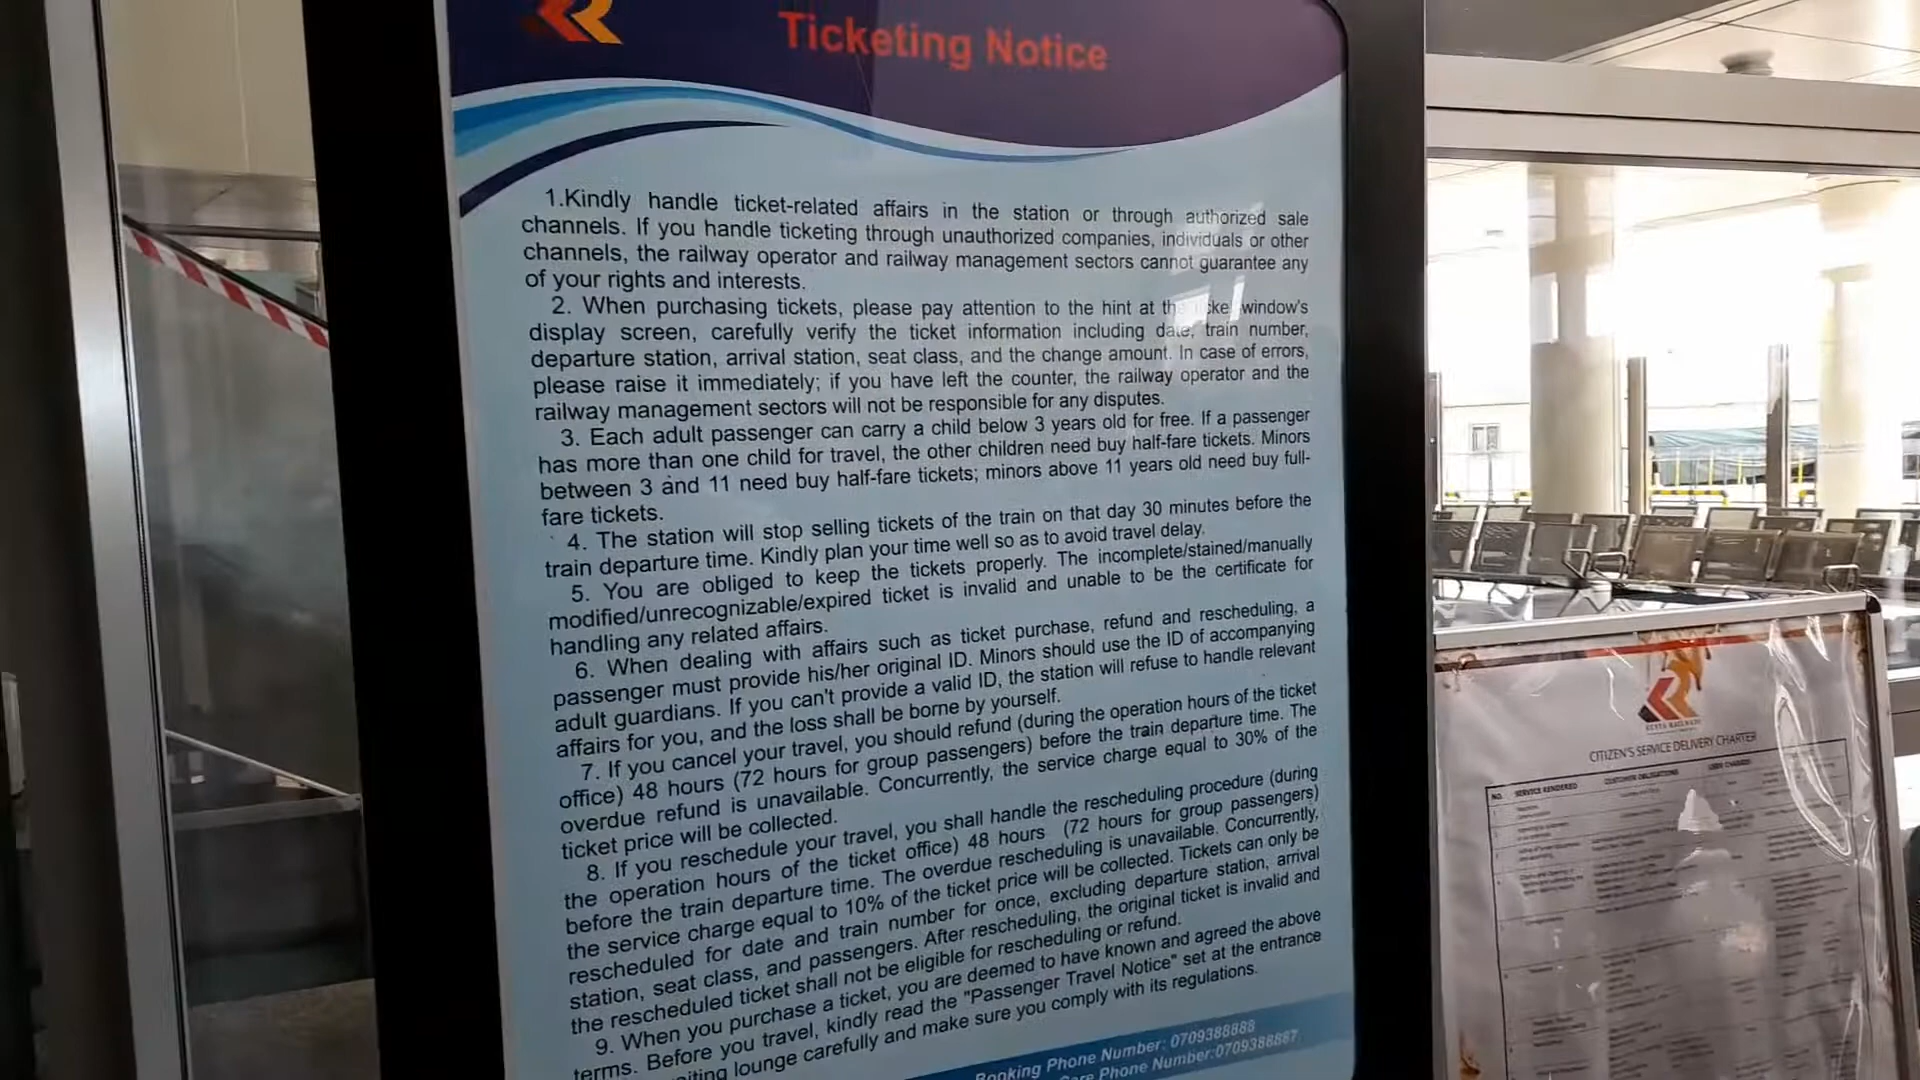 Ticketing Notice
1.Kindly handle ticket-related affairs in the station or through authorized sale
channels. If you handle ticketing through unauthorized companies, individuals or other
channels, the railway operator and railway management sectors cannot guarantee any
of your rights and interests.
2. When purchasing tickets, please pay attention to the hint at the window's
display screen, carefully verify the ticket information including date, train number,
departure station, arrival station, seat class, and the change amount. In case of errors,
please raise it immediately; if you have left the counter, the railway operator and the
railway management sectors will not be responsible for any disputes.
3. Each adult passenger can carry a child below 3 years old for free. If a passenger
has more than one child for travel, the other children need buy half-fare tickets. Minors
between 3 and 11 need buy half-fare tickets; minors above 11 years old need buy full-
fare tickets.
4. The station will stop selling tickets of the train on that day 30 minutes before the
train departure time. Kindly plan your time well so as to avoid travel delay.
5. You are obliged to keep the tickets properly. The incomplete/stained/manually
modified/unrecognizable/expired ticket is invalid and unable to be the certificate for
handling any related affairs.
6. When dealing with affairs such as ticket purchase, refund and rescheduling, a
passenger must provide his/her original ID. Minors should use the ID of accompanying
adult guardians. If you can't provide a valid ID, the station will refuse to handle relevant
affairs for you, and the loss shall be borne by yourself.
7. If you cancel your travel, you should refund (during the operation hours of the ticket
office) 48 hours (72 hours for group passengers) before the train departure time. The
overdue refund is unavailable. Concurrently, the service charge equal to 30% of the
ticket price will be collected.
8. If you reschedule your travel, you shall handle the rescheduling procedure (during
the operation hours of the ticket office) 48 hours (72 hours for group passengers)
before the train departure time. The overdue rescheduling is unavailable. Concurrently,
the service charge equal to 10% of the ticket price will be collected. Tickets can only be
rescheduled for date and train number for once, excluding departure station, arrival
station, seat class, and passengers. After rescheduling, the original ticket is invalid and
the rescheduled ticket shall not be eligible for rescheduling or refund.
9. When you purchase a ticket, you are deemed to have known and agreed the above
terms. Before you travel, kindly read the "Passenger Travel Notice" set at the entrance
lounge carefully and make sure you comply with its regulations.
Booking Phone Number: 0709388888
Phone Number:0709388887
KENYA RAILWAYS
CITIZEN'S SERVICE DELIVERY CHARTER
NO. SERVICE RENDERED CUSTOMER OBLIGATIONS USER CHARGES